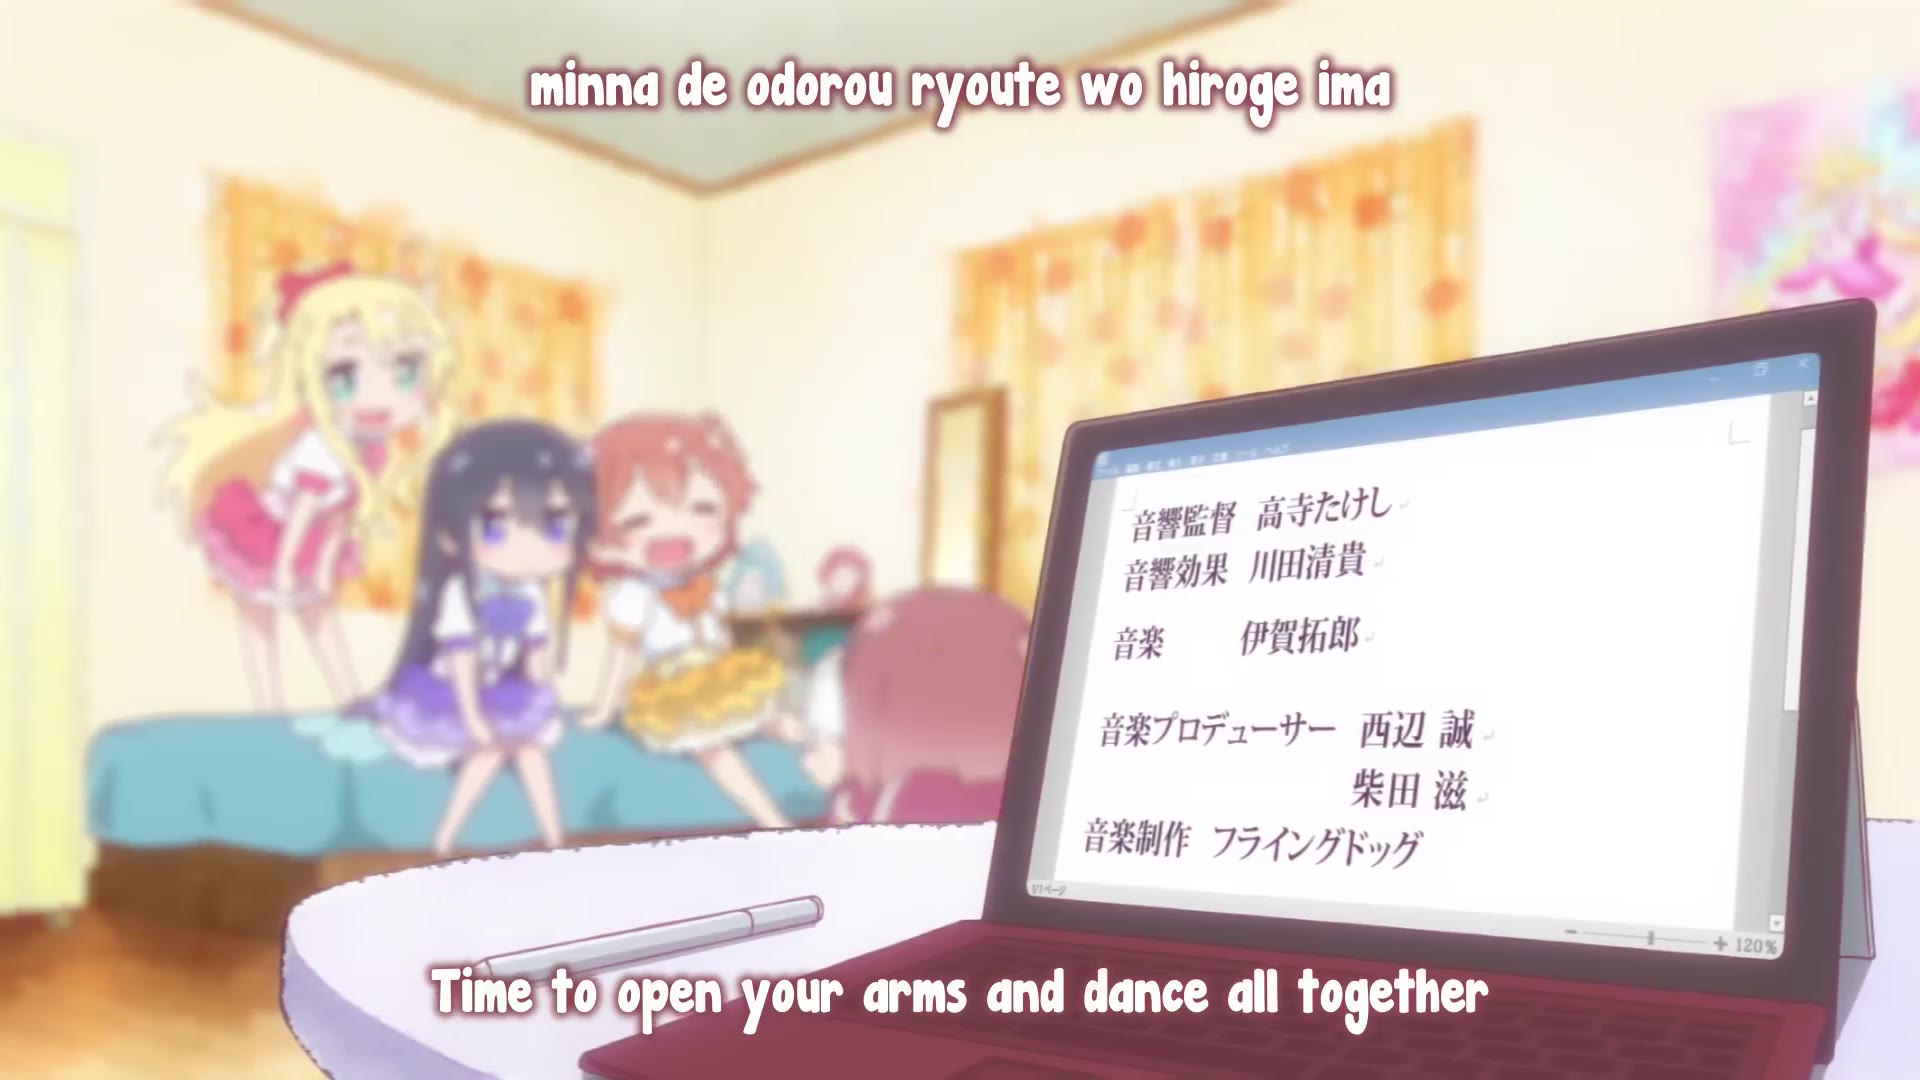 minna de odorou ryoute wo hiroge ima
音響監督 高寺たけし
音響効果 川田清貴
音楽 伊賀拓郎
音楽プロデューサー 西辺 誠
柴田 滋
音楽制作 フライングドッグ
120%
Time to open your arms and dance all together